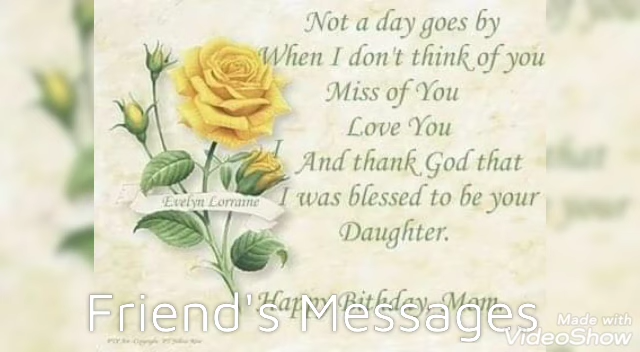 Not a day goes by
When I don't think of you
Miss of You
Love You
I
And thank God that
I was blessed to be your
Daughter.
Evelyn Lorraine
Happy Bithday, Mom
Friend's Messages
Made with
VideoShow